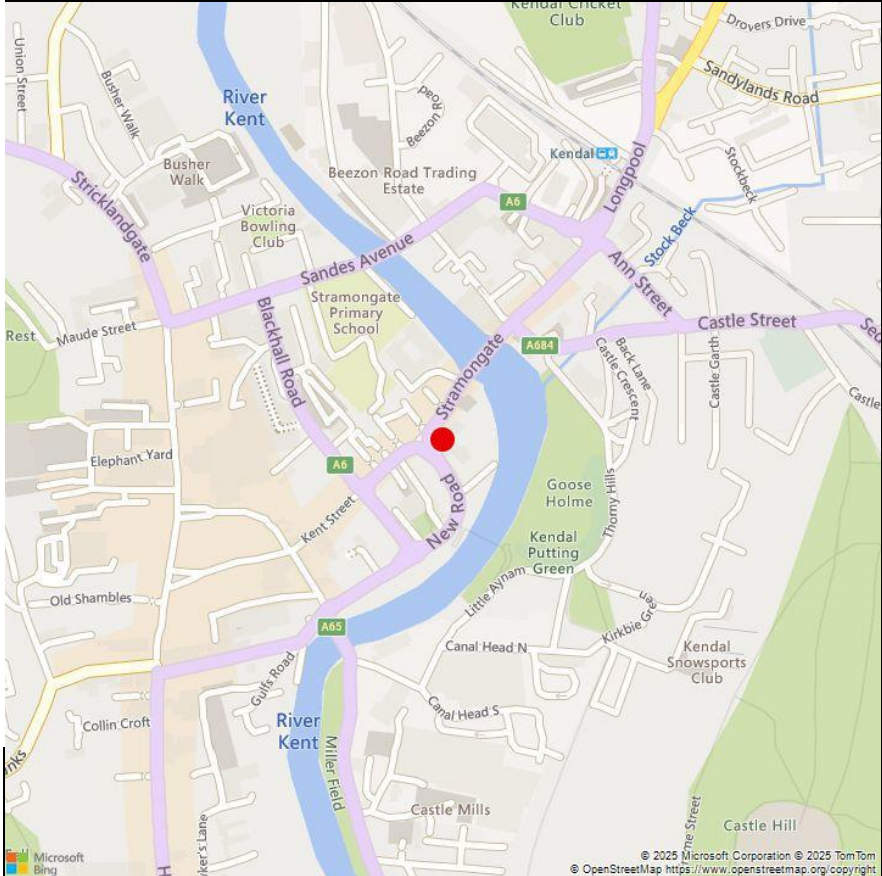 Kendal Cricket
Club
Drovers Drive
Union Street
Busher Walk
River
Kent
Beezon Road
Sandylands Road
Kendal
Longpool
Stockbeck
Busher
Walk
Beezon Road Trading
Estate
Stricklandgate
A6
Victoria
Bowling
Club
Stock Beck
Sandes Avenue
Ann Street
Stramongate
Primary
School
Blackhall Road
Rest
Maude Street
Castle Street
Stramongate
A684
Back Lane
Castle Crescent
Castle Garth
Castle
Elephant Yard
A6
Kent Street
New Road
Goose
Holme
Thorny Hills
Kendal
Putting
Green
Little Aynam
Old Shambles
A65
Kirkbie Green
Canal Head N
Kendal
Snowsports
Club
Gulfs Road
Canal Head S
Collin Croft
River
Kent
Miller Field
Castle Mills
Castle Hill
Microsoft
Bing
© 2025 Microsoft Corporation © 2025 TomTom
© OpenStreetMap https://www.openstreetmap.org/copyright